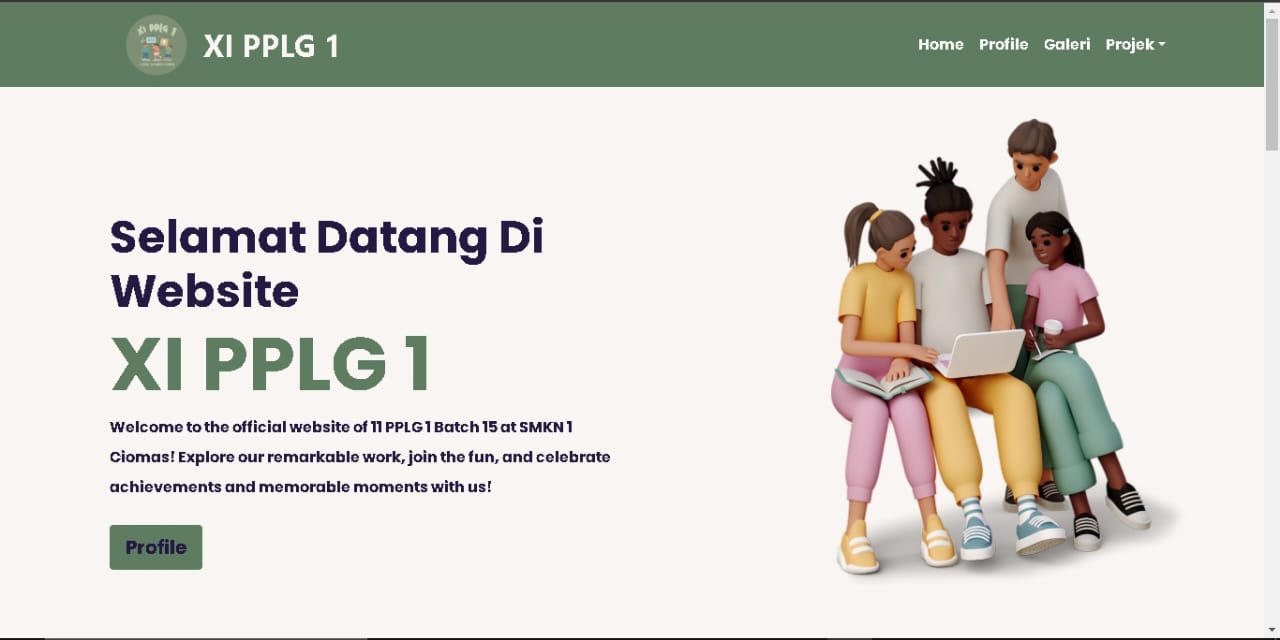 XI PPLG 1
XI PPLG 1
Home Profile Galeri Projek
Selamat Datang Di
Website
XI PPLG 1
Welcome to the official website of 11 PPLG 1 Batch 15 at SMKN 1
Ciomas! Explore our remarkable work, join the fun, and celebrate
achievements and memorable moments with us!
Profile